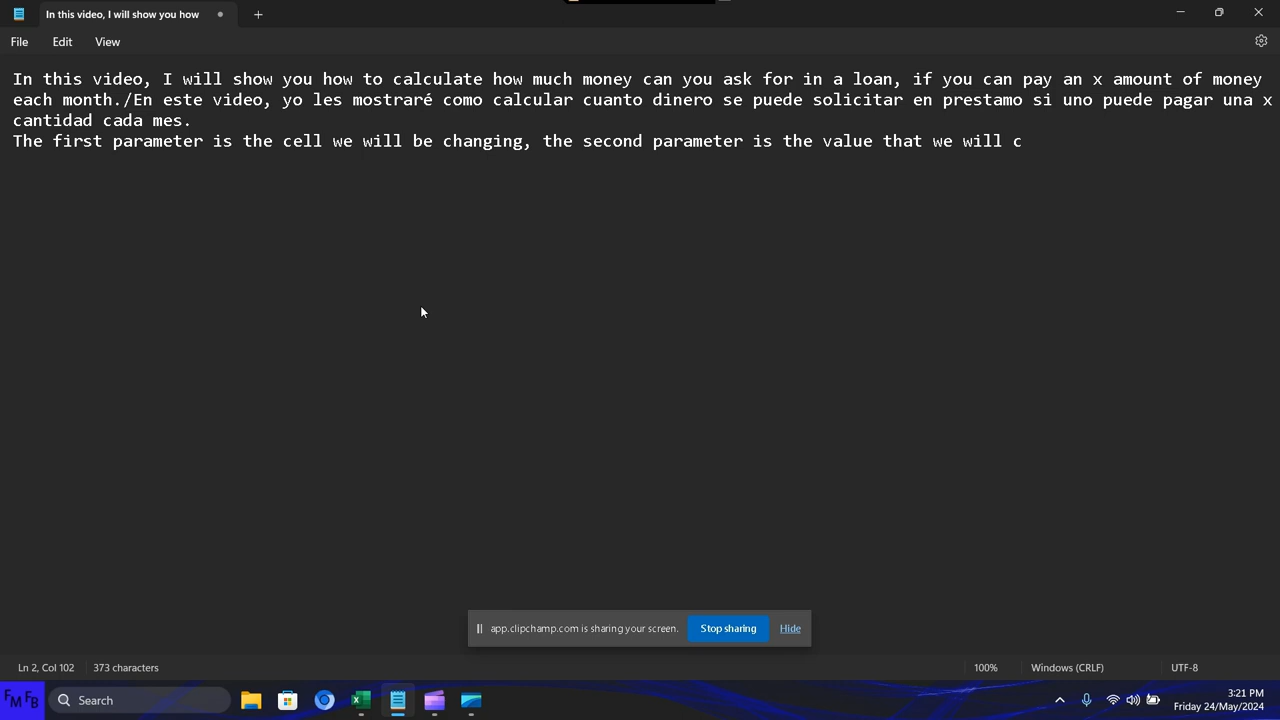 In this video, I will show you how
File Edit View
In this video, I will show you how to calculate how much money can you ask for in a loan, if you can pay an x amount of money
each month./En este video, yo les mostraré como calcular cuanto dinero se puede solicitar en prestamo si uno puede pagar una x
cantidad cada mes.
The first parameter is the cell we will be changing, the second parameter is the value that we will c
app.clipchamp.com is sharing your screen. Stop sharing Hide
Ln 2, Col 102 373 characters 100% Windows (CRLF) UTF-8
FM FB Search 3:21 PM
Friday 24/May/2024